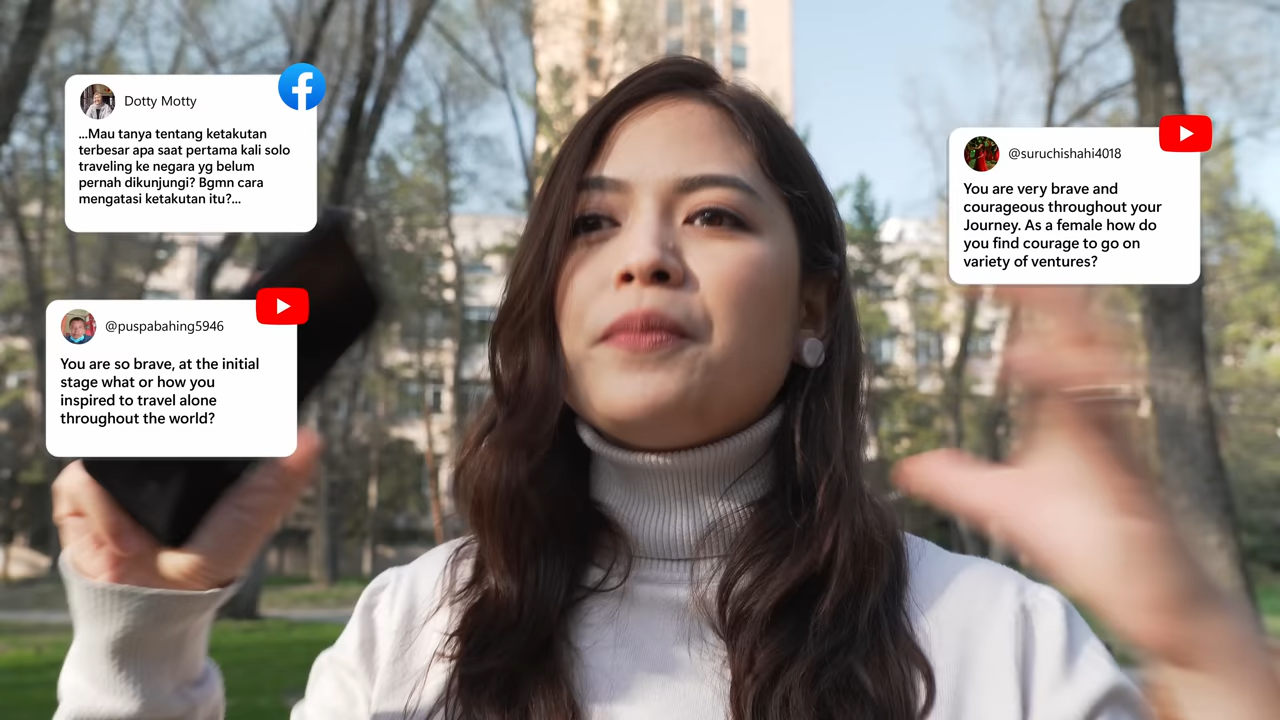 Dotty Motty
...Mau tanya tentang ketakutan
terbesar apa saat pertama kali solo
traveling ke negara yg belum
pernah dikunjungi? Bgmn cara
mengatasi ketakutan itu?...
@puspabahing5946
You are so brave, at the initial
stage what or how you
inspired to travel alone
throughout the world?
@suruchishahi4018
You are very brave and
courageous throughout your
Journey. As a female how do
you find courage to go on
variety of ventures?